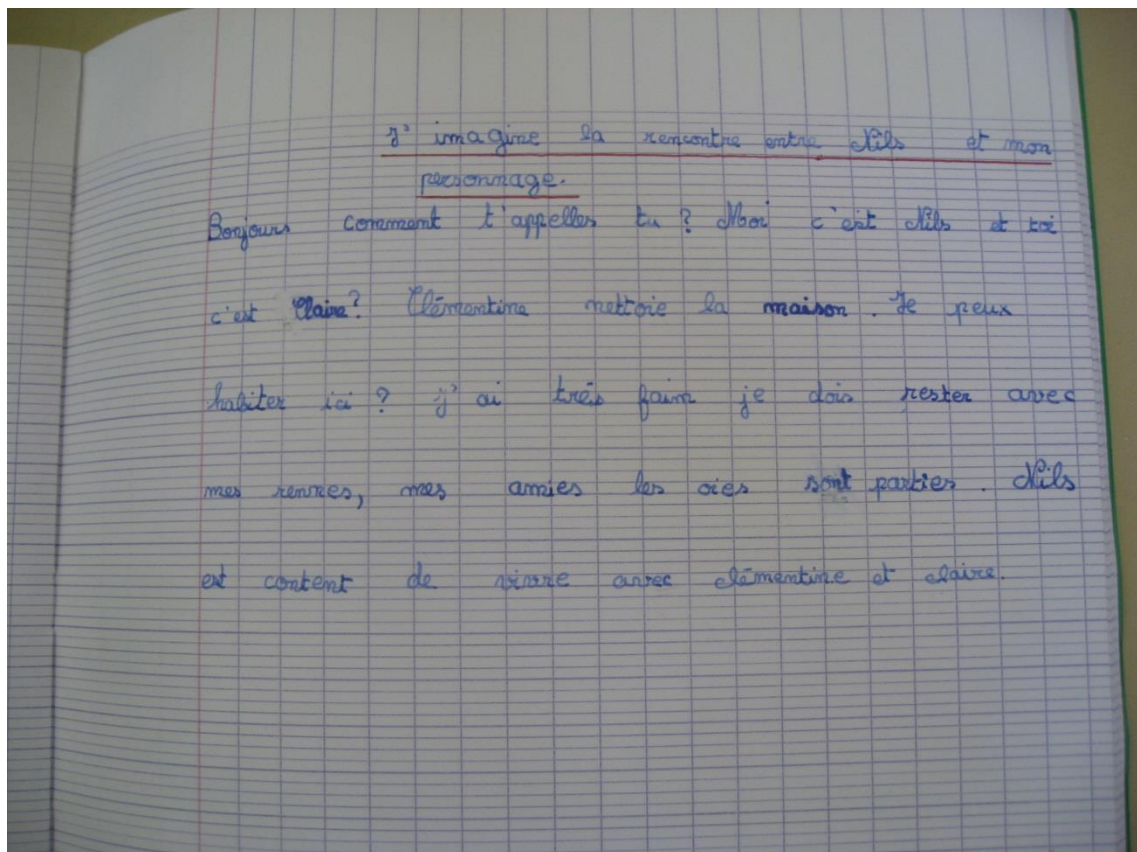 J' imagine la rencontre entre Nils et mon
personnage.
Bonjours comment t'appelles tu ? Moi c'est Nils et toi
c'est Claire ? Clémentine nettoie la maison. Je peux
habiter ici ? j'ai trés faim je dois rester avec
mes rennes, mes amies les oies sont parties. Nils
est content de vivre avec clémentine et claire.